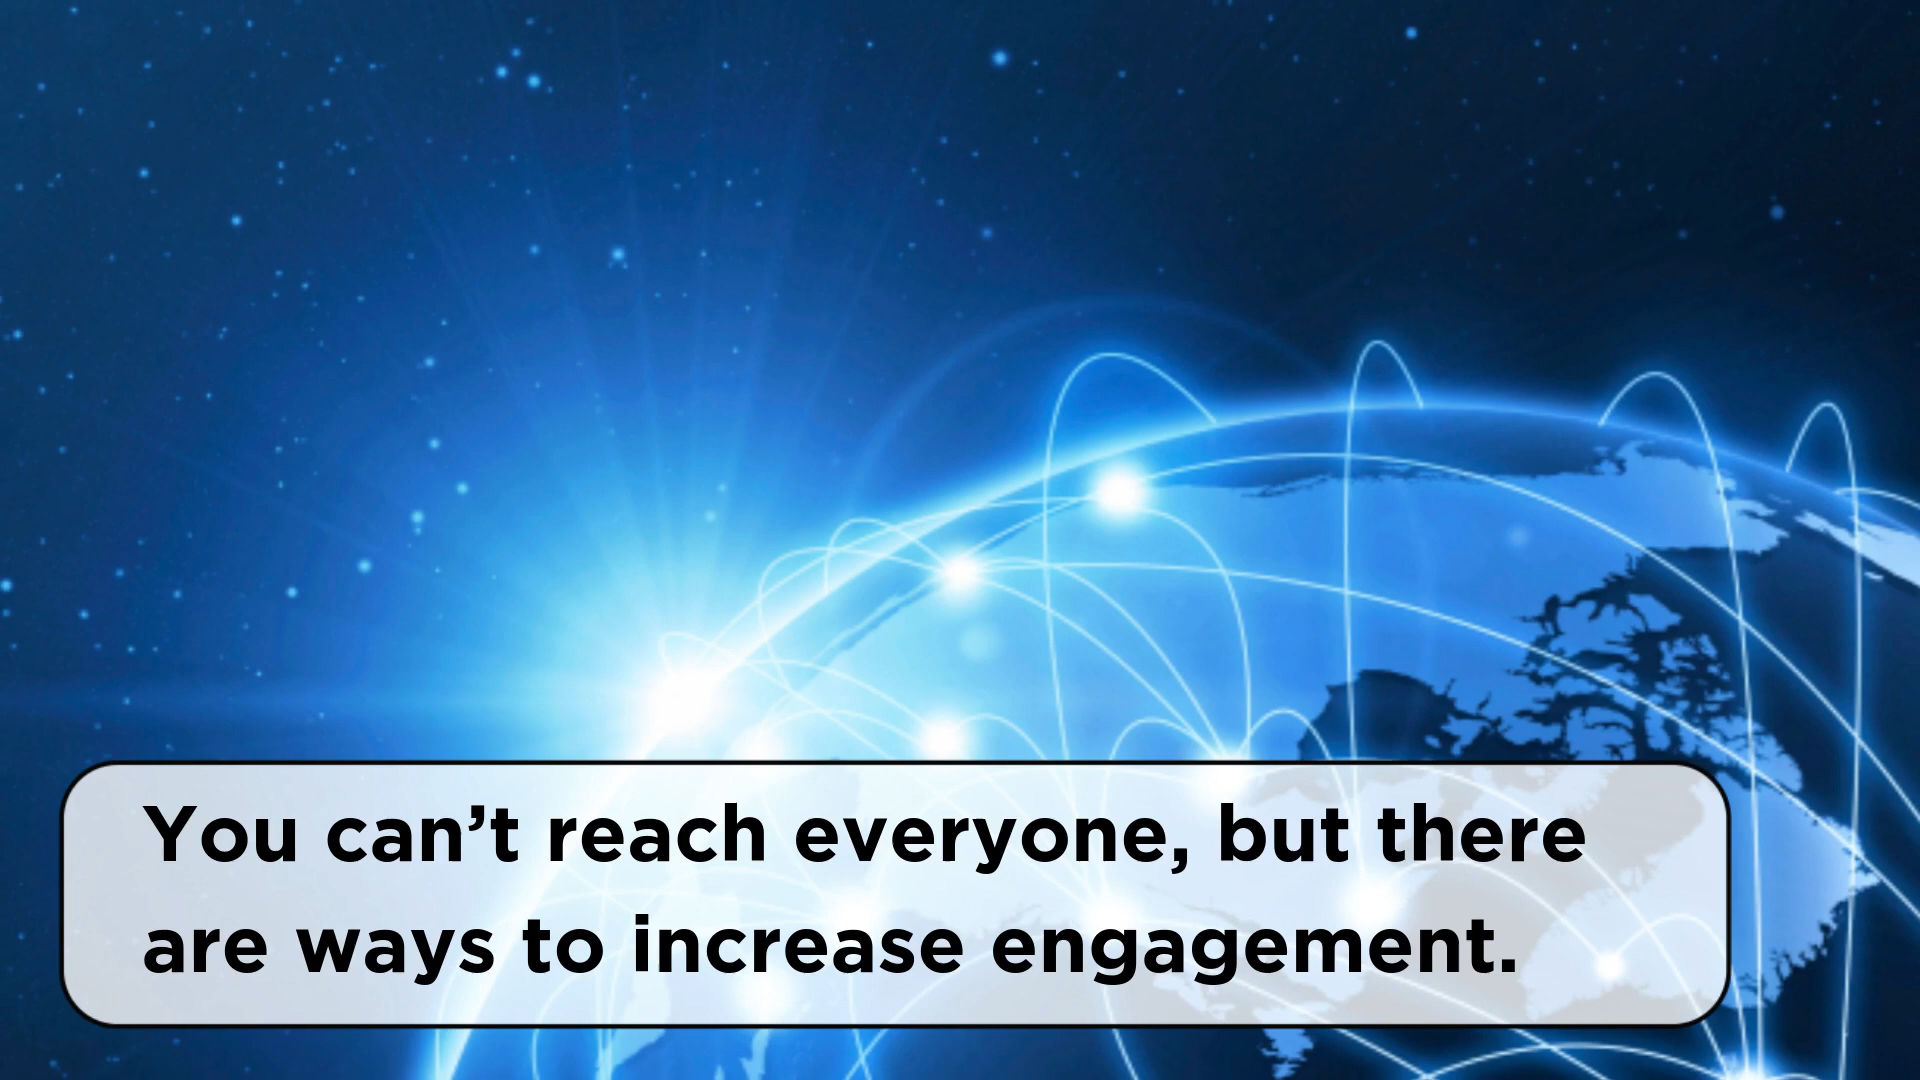 You can’t reach everyone, but there
are ways to increase engagement.